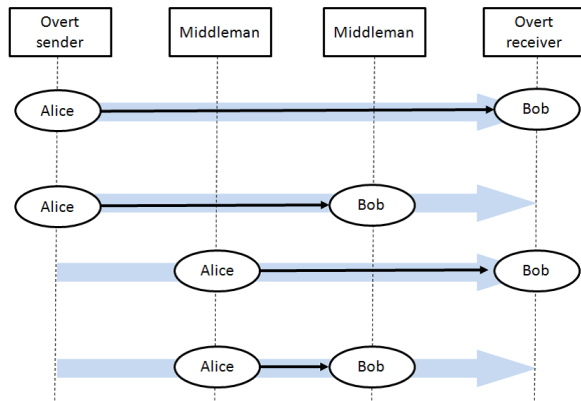 Overt
sender
Middleman
Middleman
Overt
receiver
Alice
Bob
Alice
Bob
Alice
Bob
Alice
Bob